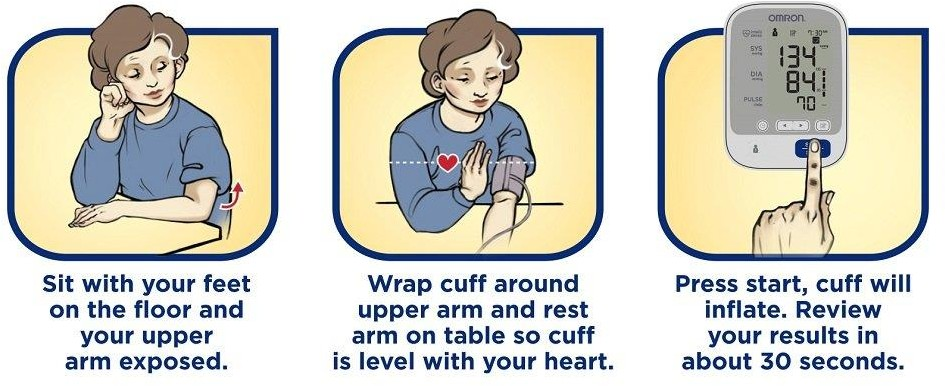 Sit with your feet
on the floor and
your upper
arm exposed.
Wrap cuff around
upper arm and rest
arm on table so cuff
is level with your heart.
OMRON
SYS
134
DIA
84
PULSE
70
Press start, cuff will
inflate. Review
your results in
about 30 seconds.